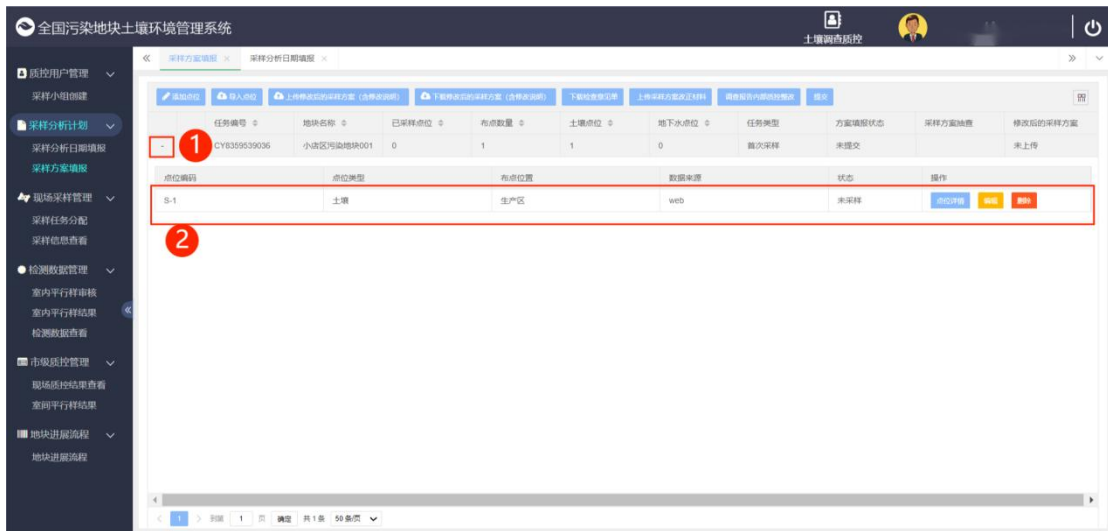 全国污染地块土壤环境管理系统
土壤调查质控
质控用户管理
采样小组创建
采样分析计划
采样分析日期填报
采样方案填报
现场采样管理
采样任务分配
采样信息查看
检测数据管理
室内平行样审核
室内平行样结果
检测数据查看
市级质控管理
现场质控结果查看
室间平行样结果
地块进展流程
地块进展流程
采样方案填报 × 采样分析日期填报 ×
添加点位 导入点位 上传修改后的采样方案（含修改说明） 下载修改后的采样方案（含修改说明） 下载检查意见单 上传采样方案改正材料 调查报告内部质控整改 提交
任务编号 地块名称 已采样点位 布点数量 土壤点位 地下水点位 任务类型 方案填报状态 采样方案抽查 修改后的采样方案
- 1 CY8359539036 小店区污染地块001 0 1 1 0 首次采样 未提交 未上传
点位编码 点位类型 布点位置 数据来源 状态 操作
S-1 土壤 生产区 web 未采样 点位详情 编辑 删除
2
1 到第 1 页 确定 共 1 条 50 条/页